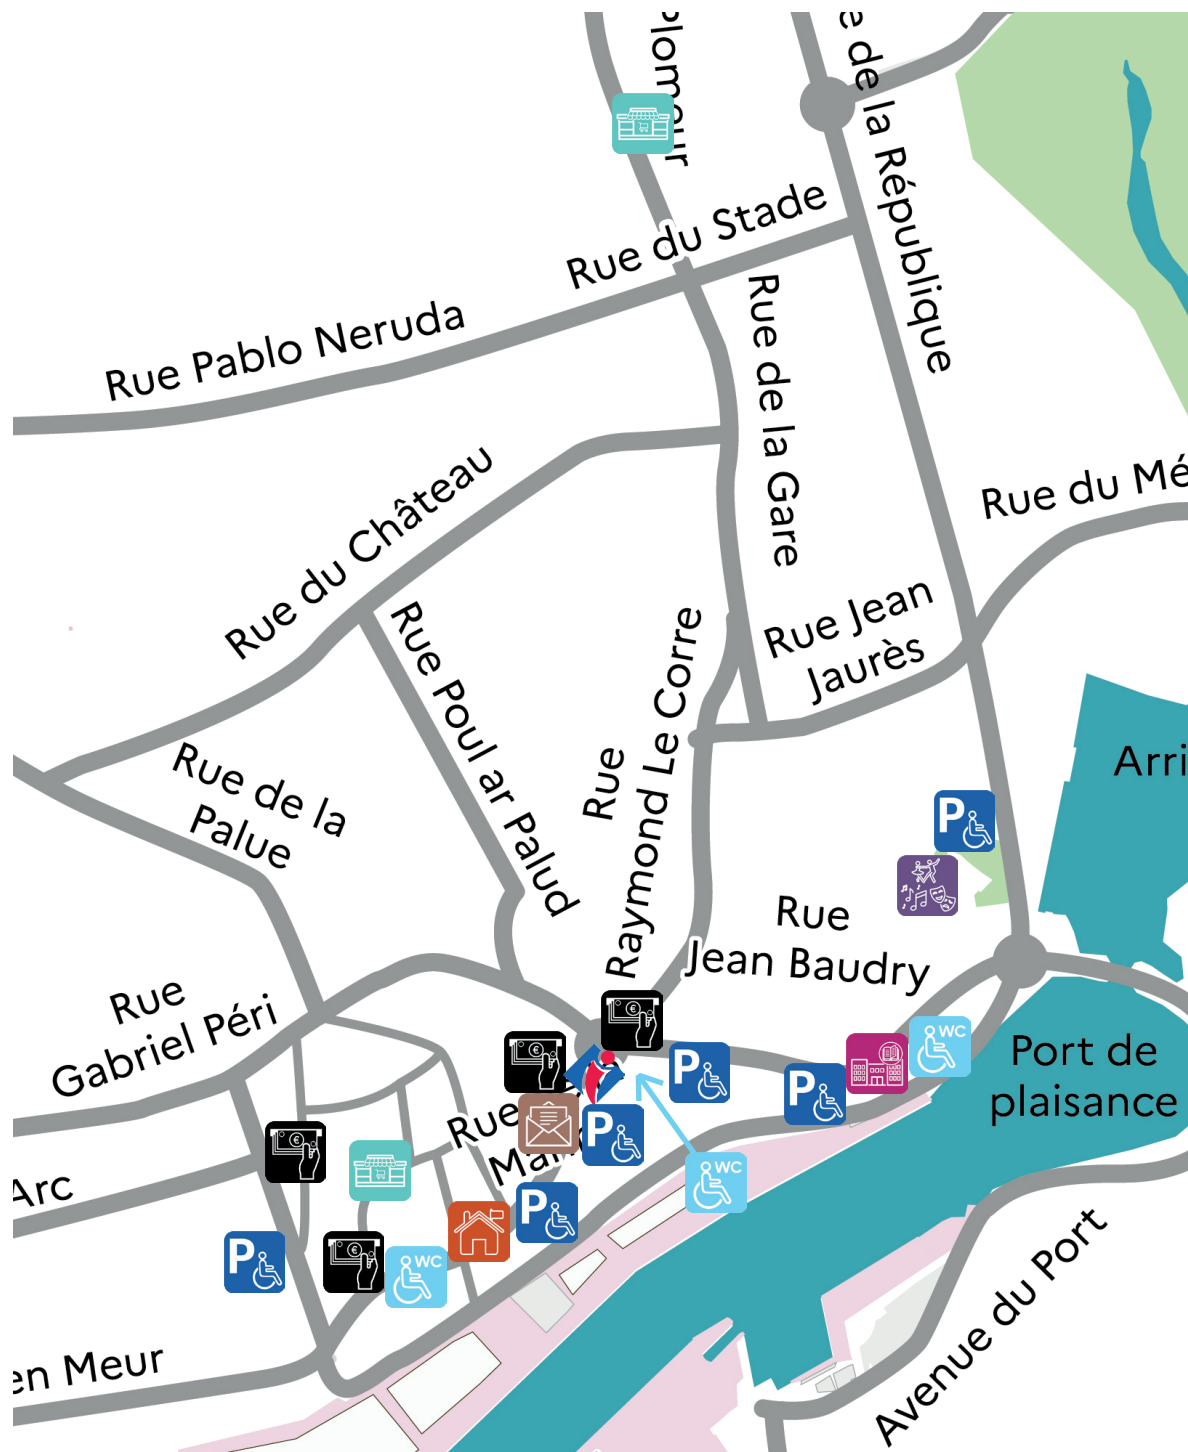 Plomeur
e de la République
Rue du Stade
Rue Pablo Neruda
Rue de la Gare
Rue du Château
Rue du Mé
Rue Jean
Jaurès
Rue Poul ar Palud
Rue
Raymond Le Corre
Rue de la
Palue
Arri
P
Rue
Jean Baudry
Rue
Gabriel Péri
WC
Port de
plaisance
P
P
Rue
P
WC
Arc
P
P
WC
Avenue du Port
en Meur